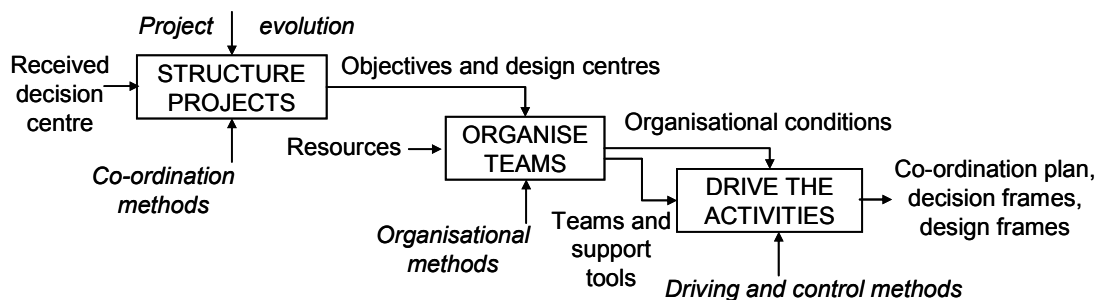 Project evolution
Received
decision
centre
STRUCTURE
PROJECTS
Objectives and design centres
Co-ordination
methods
Resources
ORGANISE
TEAMS
Organisational conditions
Organisational
methods
Teams and
support
tools
DRIVE THE
ACTIVITIES
Co-ordination plan,
decision frames,
design frames
Driving and control methods